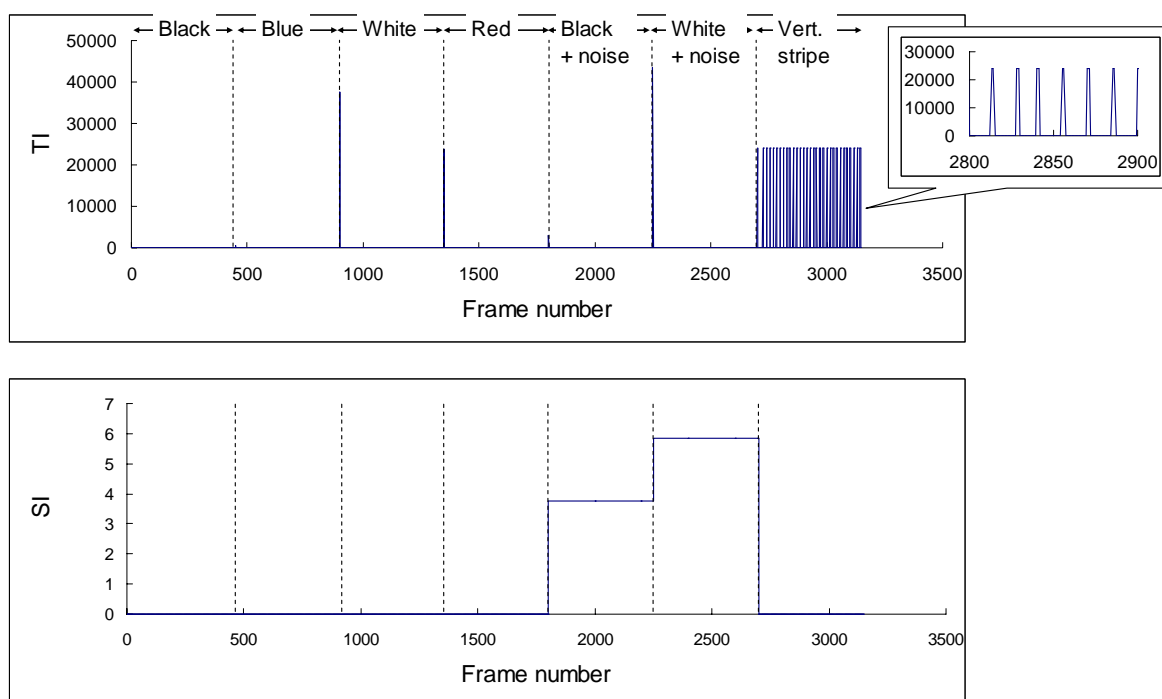 Black Blue White Red Black + noise White + noise Vert. stripe
50000
40000
30000
20000
10000
0
TI
0 500 1000 1500 2000 2500 3000 3500
Frame number
30000
20000
10000
0
2800 2850 2900
7
6
5
4
3
2
1
0
SI
0 500 1000 1500 2000 2500 3000 3500
Frame number